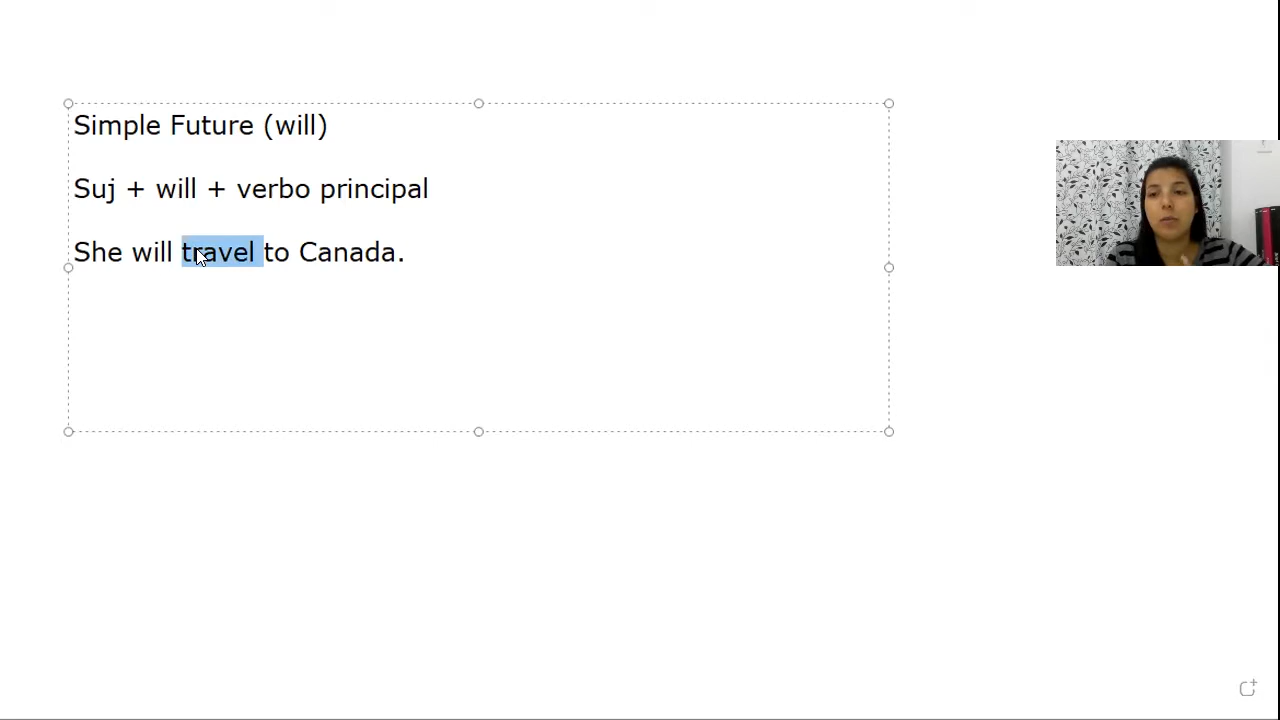 Simple Future (will)
Suj + will + verbo principal
She will travel to Canada.